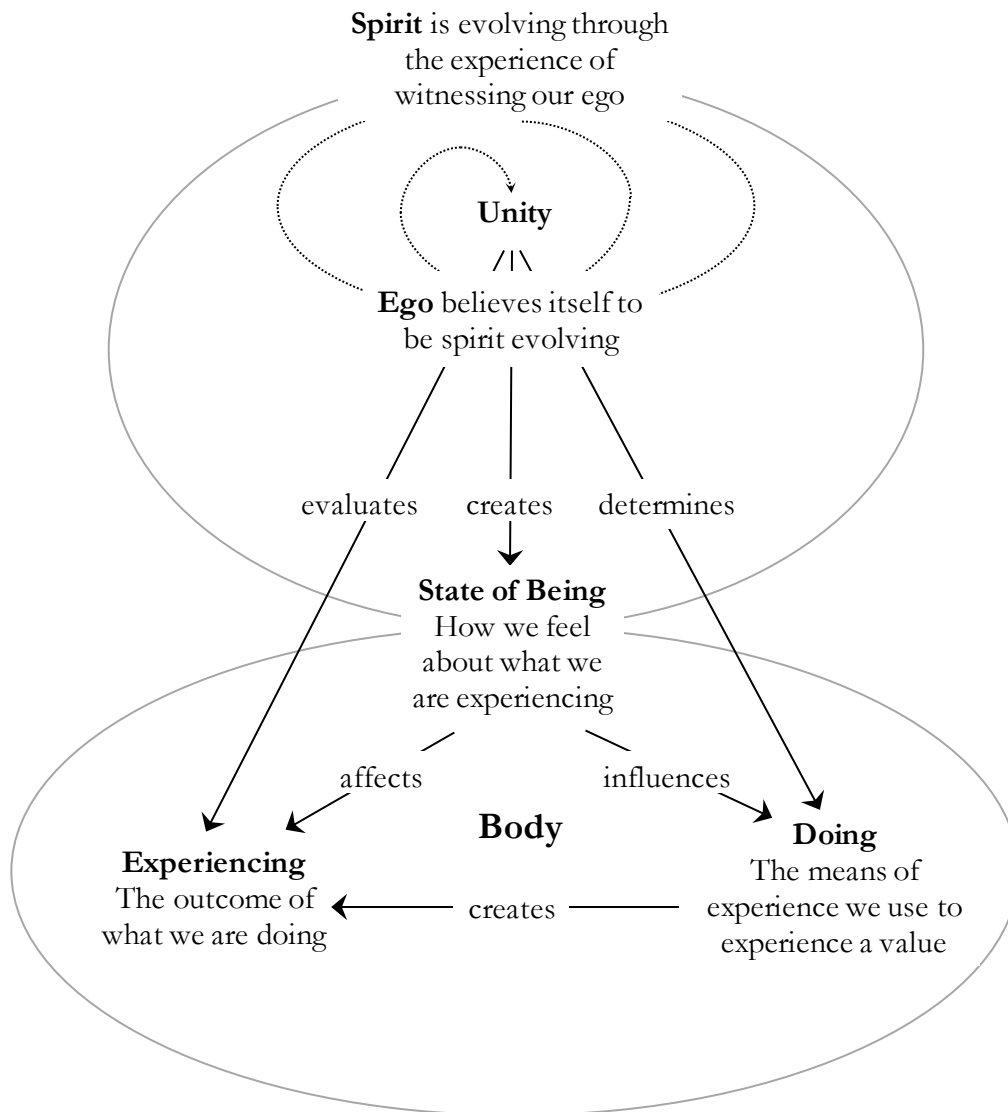 Spirit is evolving through
the experience of
witnessing our ego
Unity
Ego believes itself to
be spirit evolving
evaluates
creates
determines
State of Being
How we feel
about what we
are experiencing
affects
influences
Body
Experiencing
The outcome of
what we are doing
creates
Doing
The means of
experience we use to
experience a value